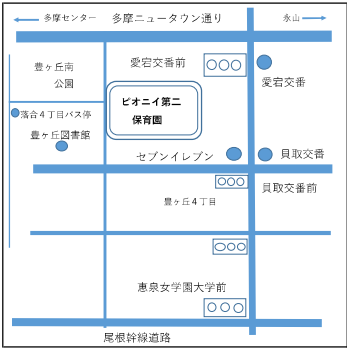 多摩センター
多摩ニュータウン通り
永山
豊ヶ丘南
公園
愛宕交番前
愛宕交番
ピオニイ第二
保育園
落合４丁目バス停
豊ヶ丘図書館
セブンイレブン
貝取交番
貝取交番前
豊ヶ丘４丁目
恵泉女学園大学前
尾根幹線道路